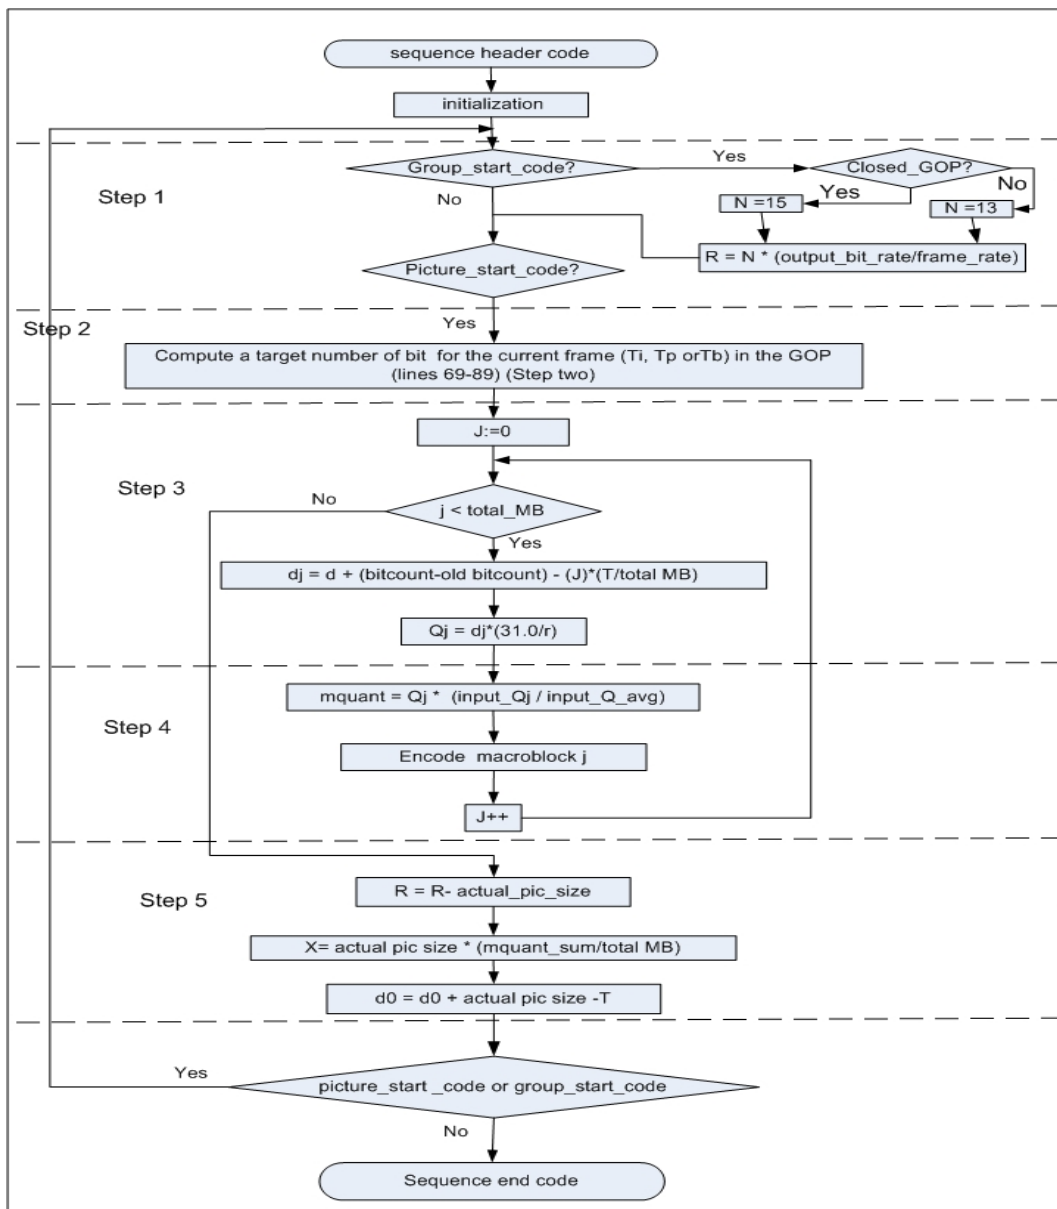 sequence header code
initialization
Group_start_code?
Yes
Closed_GOP?
Step 1
No
Yes
No
N =15
N =13
R = N * (output_bit_rate/frame_rate)
Picture_start_code?
Step 2
Yes
Compute a target number of bit for the current frame (Ti, Tp orTb) in the GOP
(lines 69-89) (Step two)
J:=0
Step 3
No
j < total_MB
Yes
dj = d + (bitcount-old bitcount) - (J)*(T/total MB)
Qj = dj*(31.0/r)
mquant = Qj * (input_Qj / input_Q_avg)
Step 4
Encode macroblock j
J++
R = R- actual_pic_size
Step 5
X= actual pic size * (mquant_sum/total MB)
d0 = d0 + actual pic size -T
Yes
picture_start _code or group_start_code
No
Sequence end code